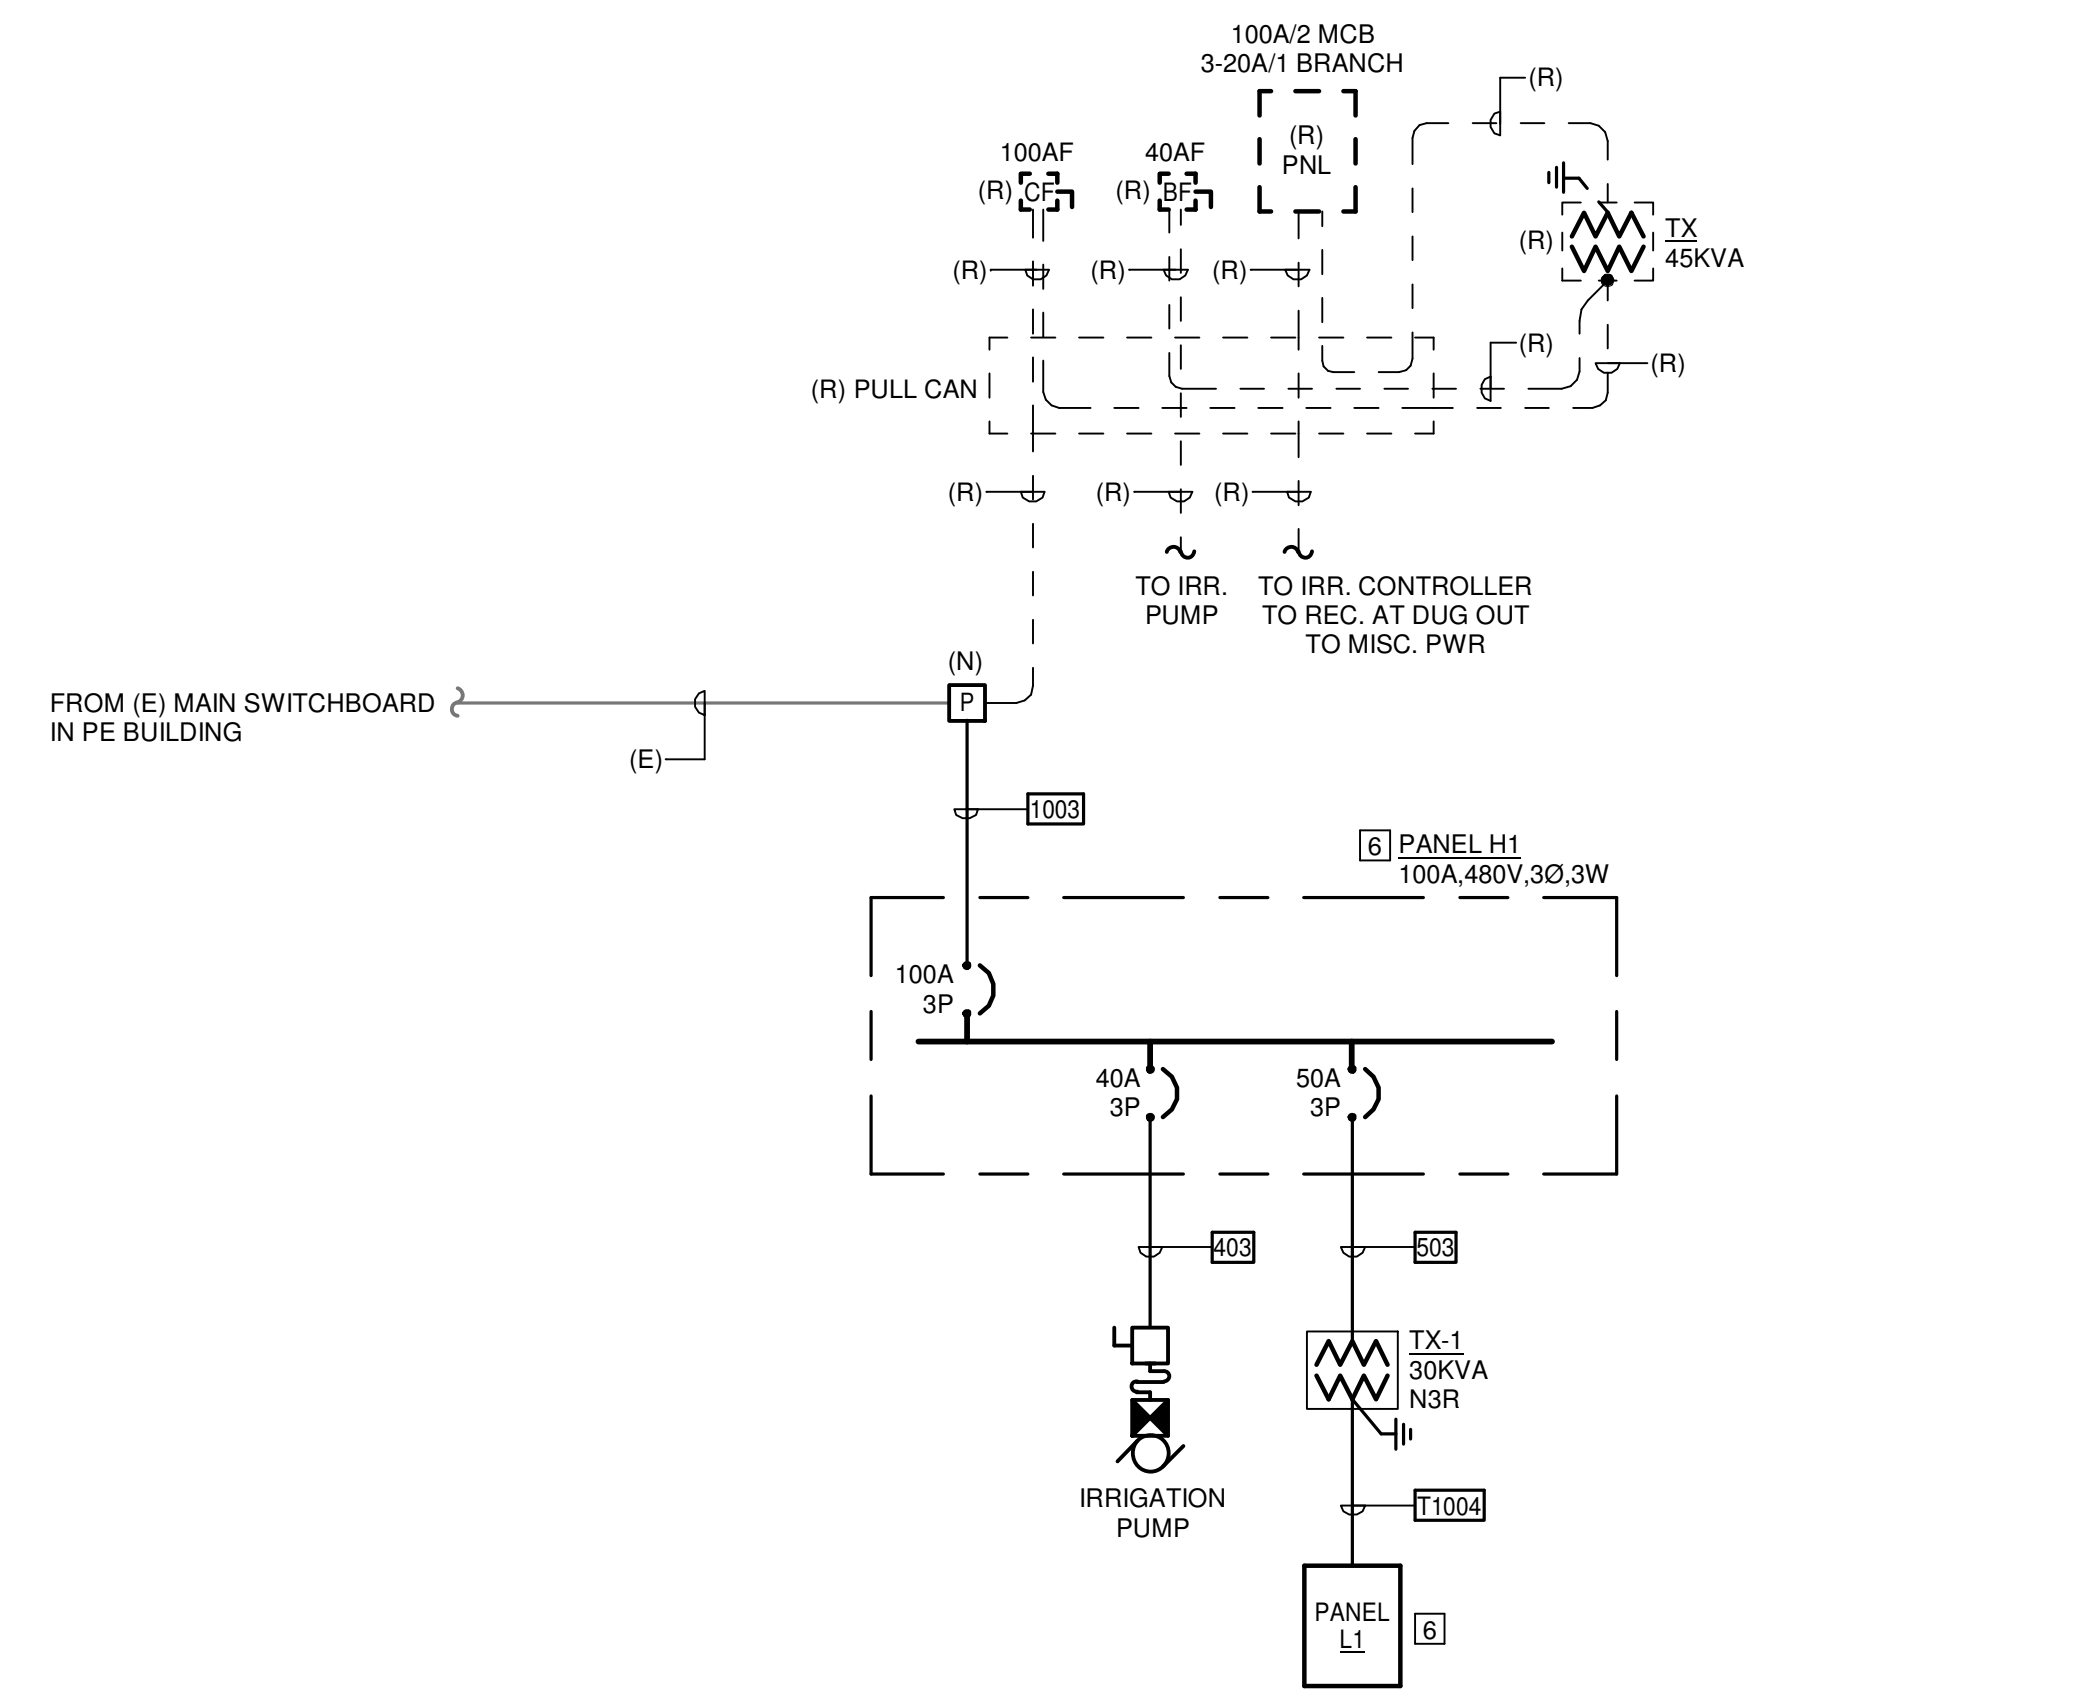 100A/2 MCB
3-20A/1 BRANCH
(R)
(R)
PNL
100AF
(R) CF
40AF
(R) BF
(R)
TX
45KVA
(R)
(R)
(R)
(R)
(R)
(R) PULL CAN
(R)
(R)
(R)
TO IRR.
PUMP
TO IRR. CONTROLLER
TO REC. AT DUG OUT
TO MISC. PWR
(N)
P
FROM (E) MAIN SWITCHBOARD
IN PE BUILDING
(E)
1003
6 PANEL H1
100A,480V,3Ø,3W
100A
3P
40A
3P
50A
3P
403
503
TX-1
30KVA
N3R
IRRIGATION
PUMP
T1004
PANEL
L1
6